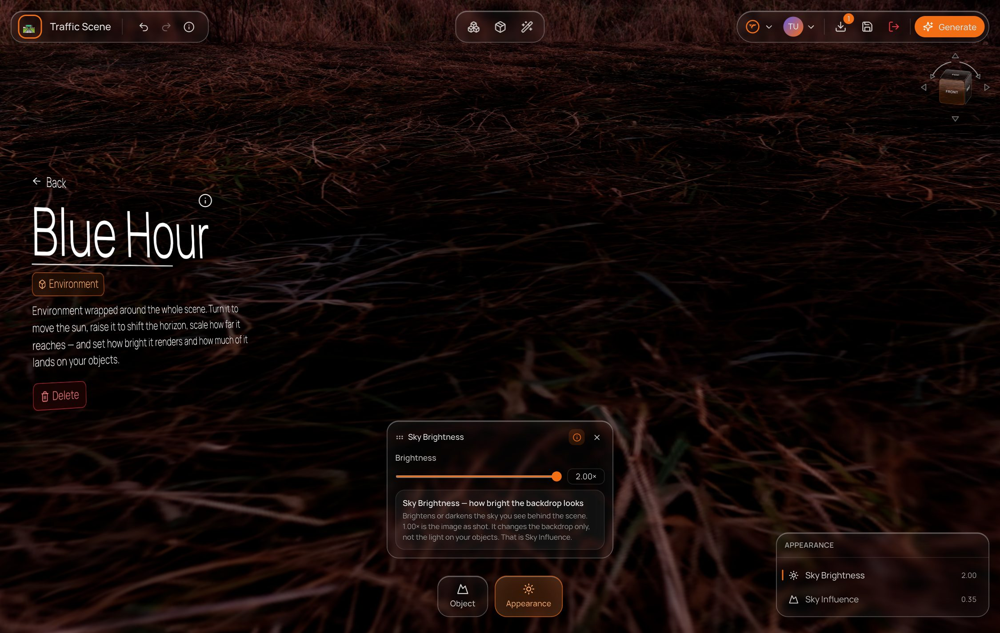 Traffic Scene
TU
1
Generate
TOP
FRONT
Back
Blue Hour
Environment
Environment wrapped around the whole scene. Turn it to
move the sun, raise it to shift the horizon, scale how far it
reaches — and set how bright it renders and how much of it
lands on your objects.
Delete
Sky Brightness
Brightness
2.00×
Sky Brightness — how bright the backdrop looks
Brightens or darkens the sky you see behind the scene.
1.00× is the image as shot. It changes the backdrop only,
not the light on your objects. That is Sky Influence.
Object
Appearance
APPEARANCE
Sky Brightness 2.00
Sky Influence 0.35